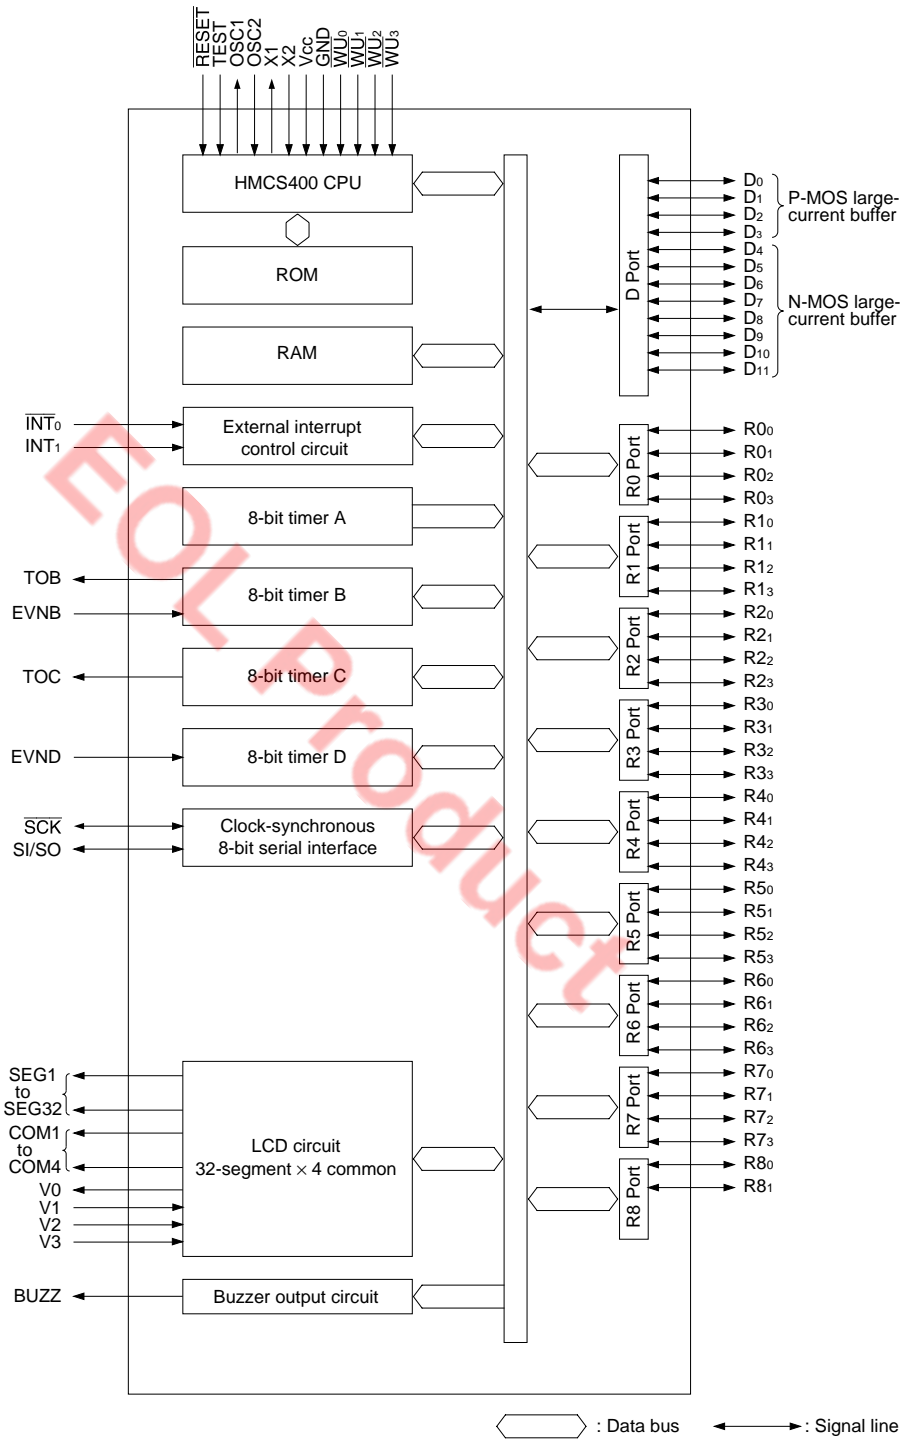 RESET
TEST
OSC1
OSC2
X1
X2
Vcc
GND
WU0
WU1
WU2
WU3
HMCS400 CPU
ROM
RAM
INT0
INT1
External interrupt
control circuit
8-bit timer A
TOB
EVNB
8-bit timer B
TOC
8-bit timer C
EVND
8-bit timer D
SCK
SI/SO
Clock-synchronous
8-bit serial interface
SEG1
to
SEG32
COM1
to
COM4
V0
V1
V2
V3
LCD circuit
32-segment × 4 common
BUZZ
Buzzer output circuit
D Port
D0
D1
D2
D3
D4
D5
D6
D7
D8
D9
D10
D11
P-MOS large-
current buffer
N-MOS large-
current buffer
R0 Port
R00
R01
R02
R03
R1 Port
R10
R11
R12
R13
R2 Port
R20
R21
R22
R23
R3 Port
R30
R31
R32
R33
R4 Port
R40
R41
R42
R43
R5 Port
R50
R51
R52
R53
R6 Port
R60
R61
R62
R63
R7 Port
R70
R71
R72
R73
R8 Port
R80
R81
EOL Product
: Data bus
: Signal line